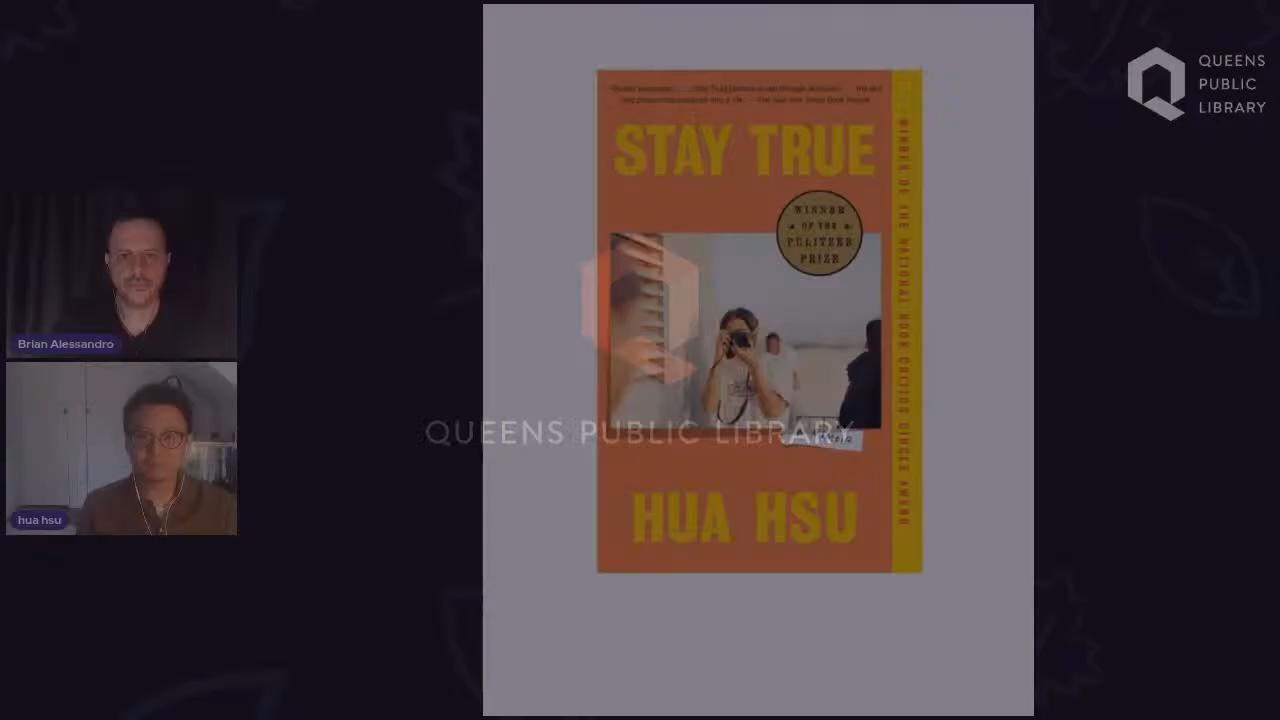 QUEENS
PUBLIC
LIBRARY
STAY TRUE
WINNER
OF THE
PULITZER
PRIZE
WINNER OF THE NATIONAL BOOK CRITICS CIRCLE AWARD
QUEENS PUBLIC LIBRARY
HUA HSU
Brian Alessandro
hua hsu